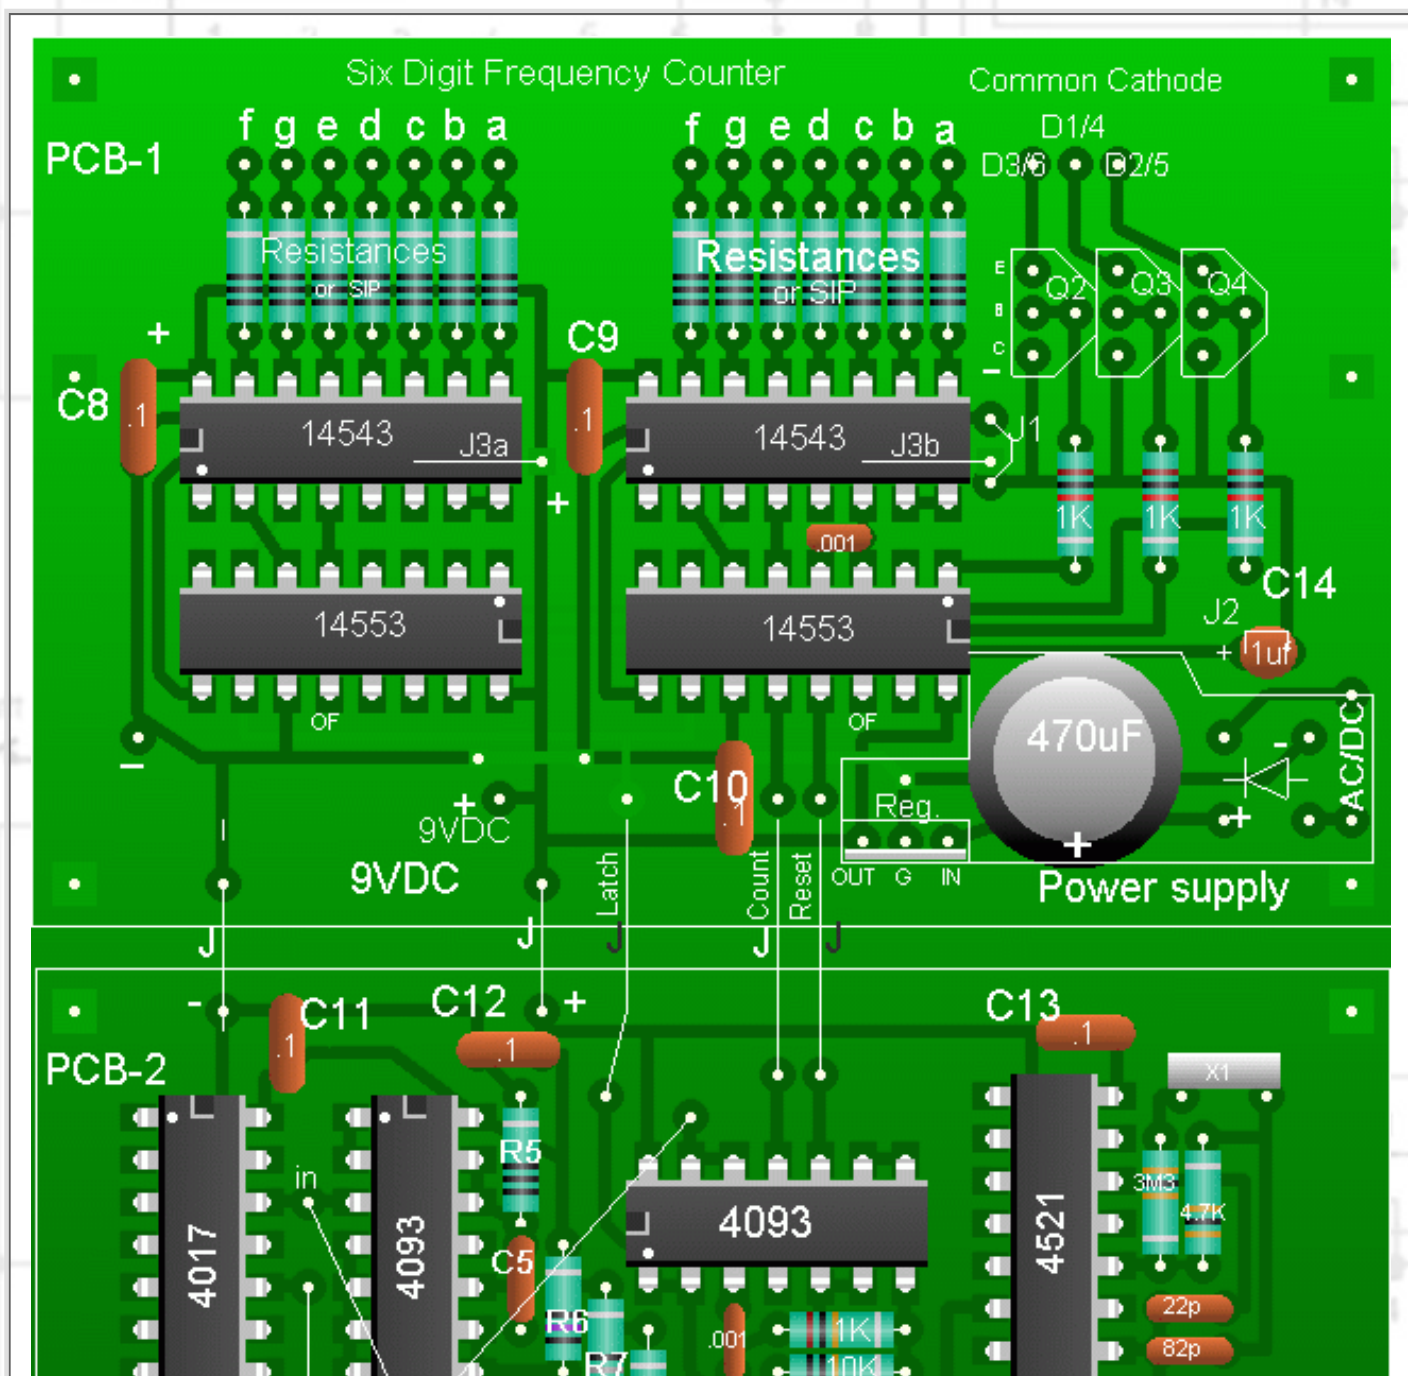 Six Digit Frequency Counter
Common Cathode
PCB-1
f g e d c b a
f g e d c b a
D1/4
D3/6 D2/5
Resistances
or SIP
Resistances
or SIP
E
B
C
Q2 Q3 Q4
+
C9
C8
.1
14543
J3a
.1
14543
J3b
J1
+
.001
1K 1K 1K
C14
14553
14553
J2
+ 1uf
OF
OF
470uF
-
AC/DC
C10
.1
+
9VDC
Reg.
+
+
9VDC
Latch
Count
Reset
OUT G IN
Power supply
J J J J J
-
C11
C12
+
C13
.1
.1
.1
PCB-2
X1
R5
in
3M3
4.7K
4017
4093
4093
4521
C5
R6
22p
.001
1K
82p
R7
10K